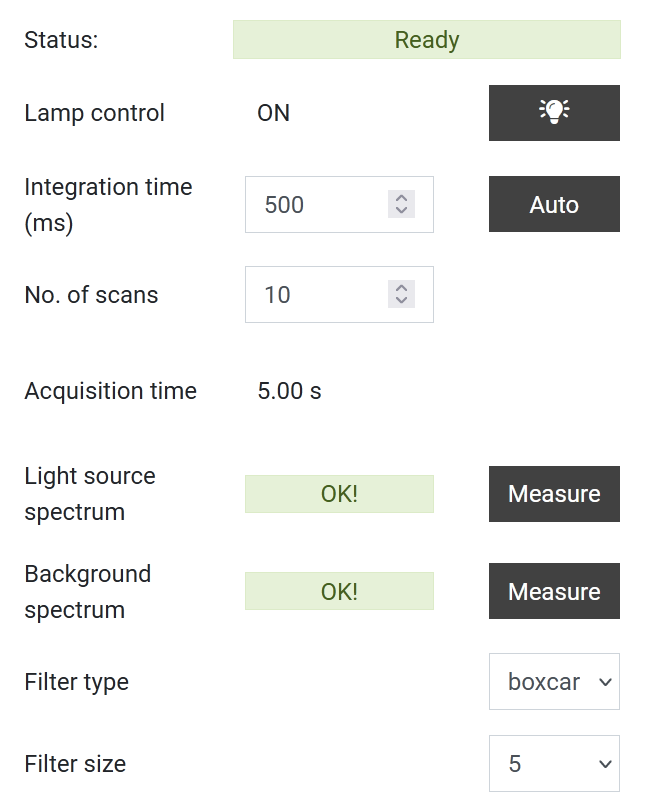 Status:
Ready
Lamp control
ON
Integration time
(ms)
500
Auto
No. of scans
10
Acquisition time
5.00 s
Light source
spectrum
OK!
Measure
Background
spectrum
OK!
Measure
Filter type
boxcar
Filter size
5